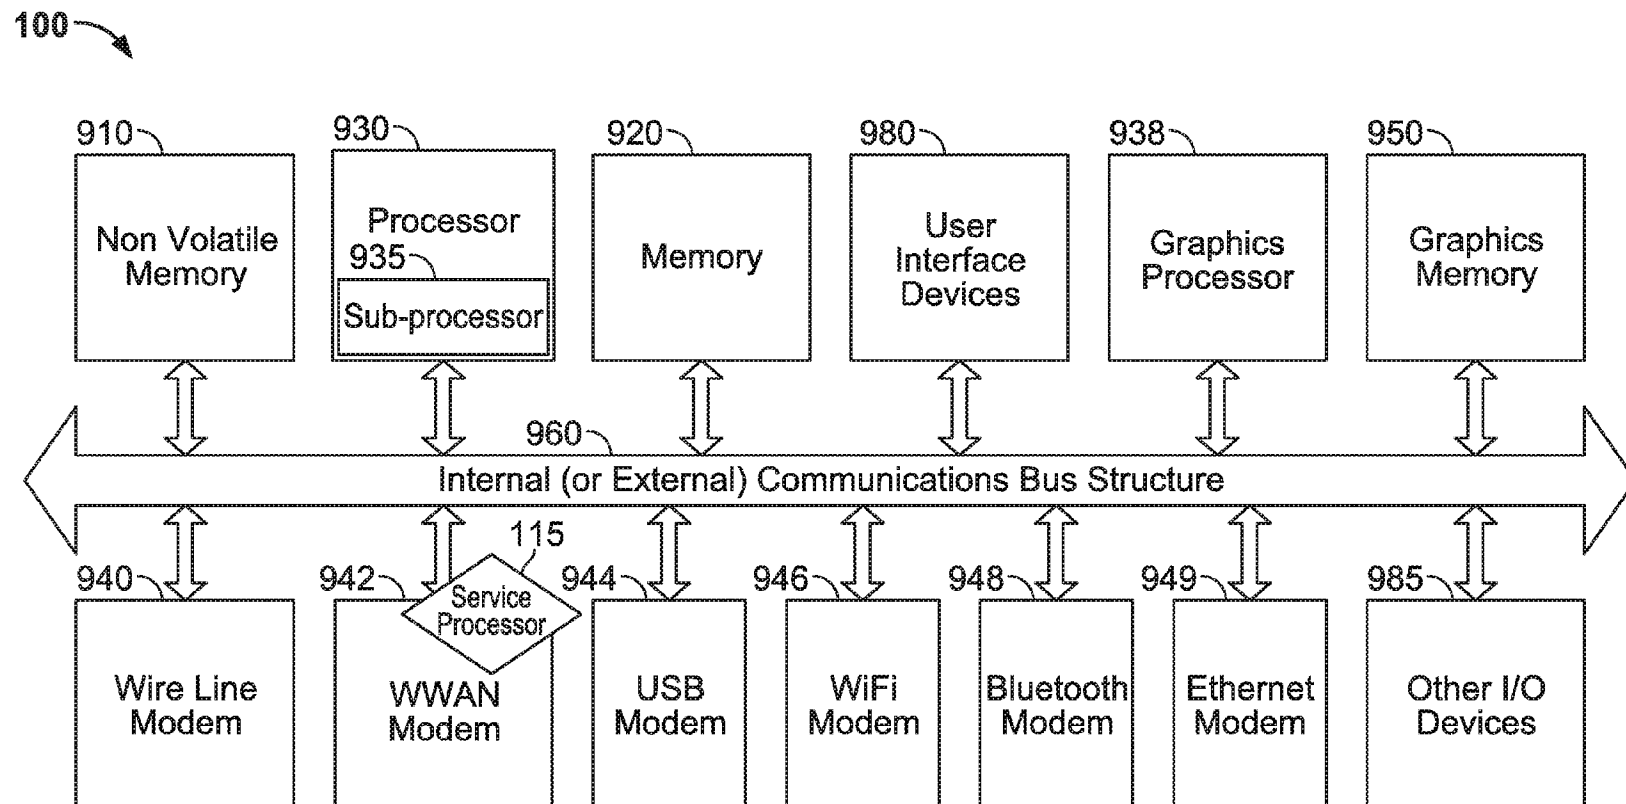 100
910
930
920
980
938
950
Non Volatile
Memory
Processor
935
Sub-processor
Memory
User
Interface
Devices
Graphics
Processor
Graphics
Memory
960
Internal (or External) Communications Bus Structure
940
942
115
944
946
948
949
985
Service
Processor
Wire Line
Modem
WWAN
Modem
USB
Modem
WiFi
Modem
Bluetooth
Modem
Ethernet
Modem
Other I/O
Devices